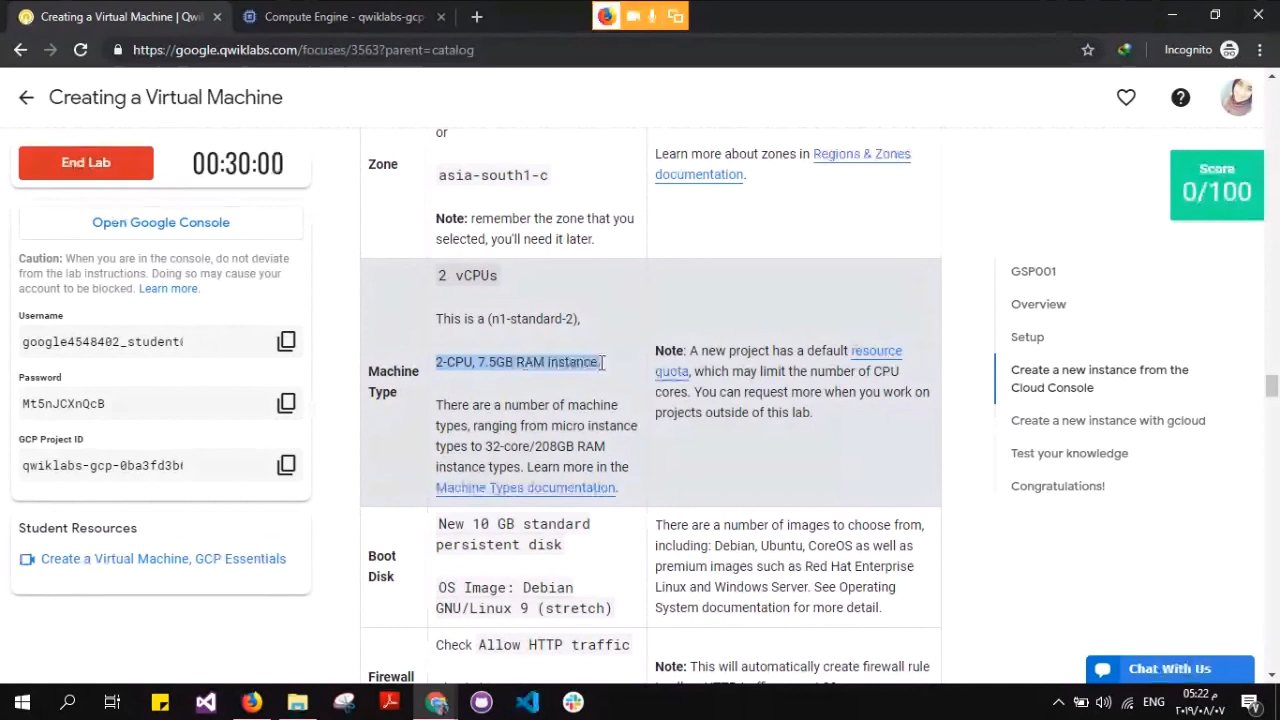 Creating a Virtual Machine | Qwi
Compute Engine - qwiklabs-gcp-
https://google.qwiklabs.com/focuses/3563?parent=catalog
Incognito
Creating a Virtual Machine
End Lab
00:30:00
Open Google Console
Caution: When you are in the console, do not deviate
from the lab instructions. Doing so may cause your
account to be blocked. Learn more.
Username
google4548402_student
Password
Mt5nJCXnQcB
GCP Project ID
qwiklabs-gcp-0ba3fd3b
Student Resources
Create a Virtual Machine, GCP Essentials
or
Zone
asia-south1-c
Note: remember the zone that you
selected, you'll need it later.
Learn more about zones in Regions & Zones
documentation.
Machine
Type
2 vCPUs
This is a (n1-standard-2),
2-CPU, 7.5GB RAM instance.
There are a number of machine
types, ranging from micro instance
types to 32-core/208GB RAM
instance types. Learn more in the
Machine Types documentation.
Note: A new project has a default resource
quota, which may limit the number of CPU
cores. You can request more when you work on
projects outside of this lab.
Boot
Disk
New 10 GB standard
persistent disk
OS Image: Debian
GNU/Linux 9 (stretch)
There are a number of images to choose from,
including: Debian, Ubuntu, CoreOS as well as
premium images such as Red Hat Enterprise
Linux and Windows Server. See Operating
System documentation for more detail.
Firewall
Check Allow HTTP traffic
Note: This will automatically create firewall rule
Score
0/100
GSP001
Overview
Setup
Create a new instance from the
Cloud Console
Create a new instance with gcloud
Test your knowledge
Congratulations!
Chat With Us
ENG
05:22 م
٢٠١٩/٠٨/٠٧